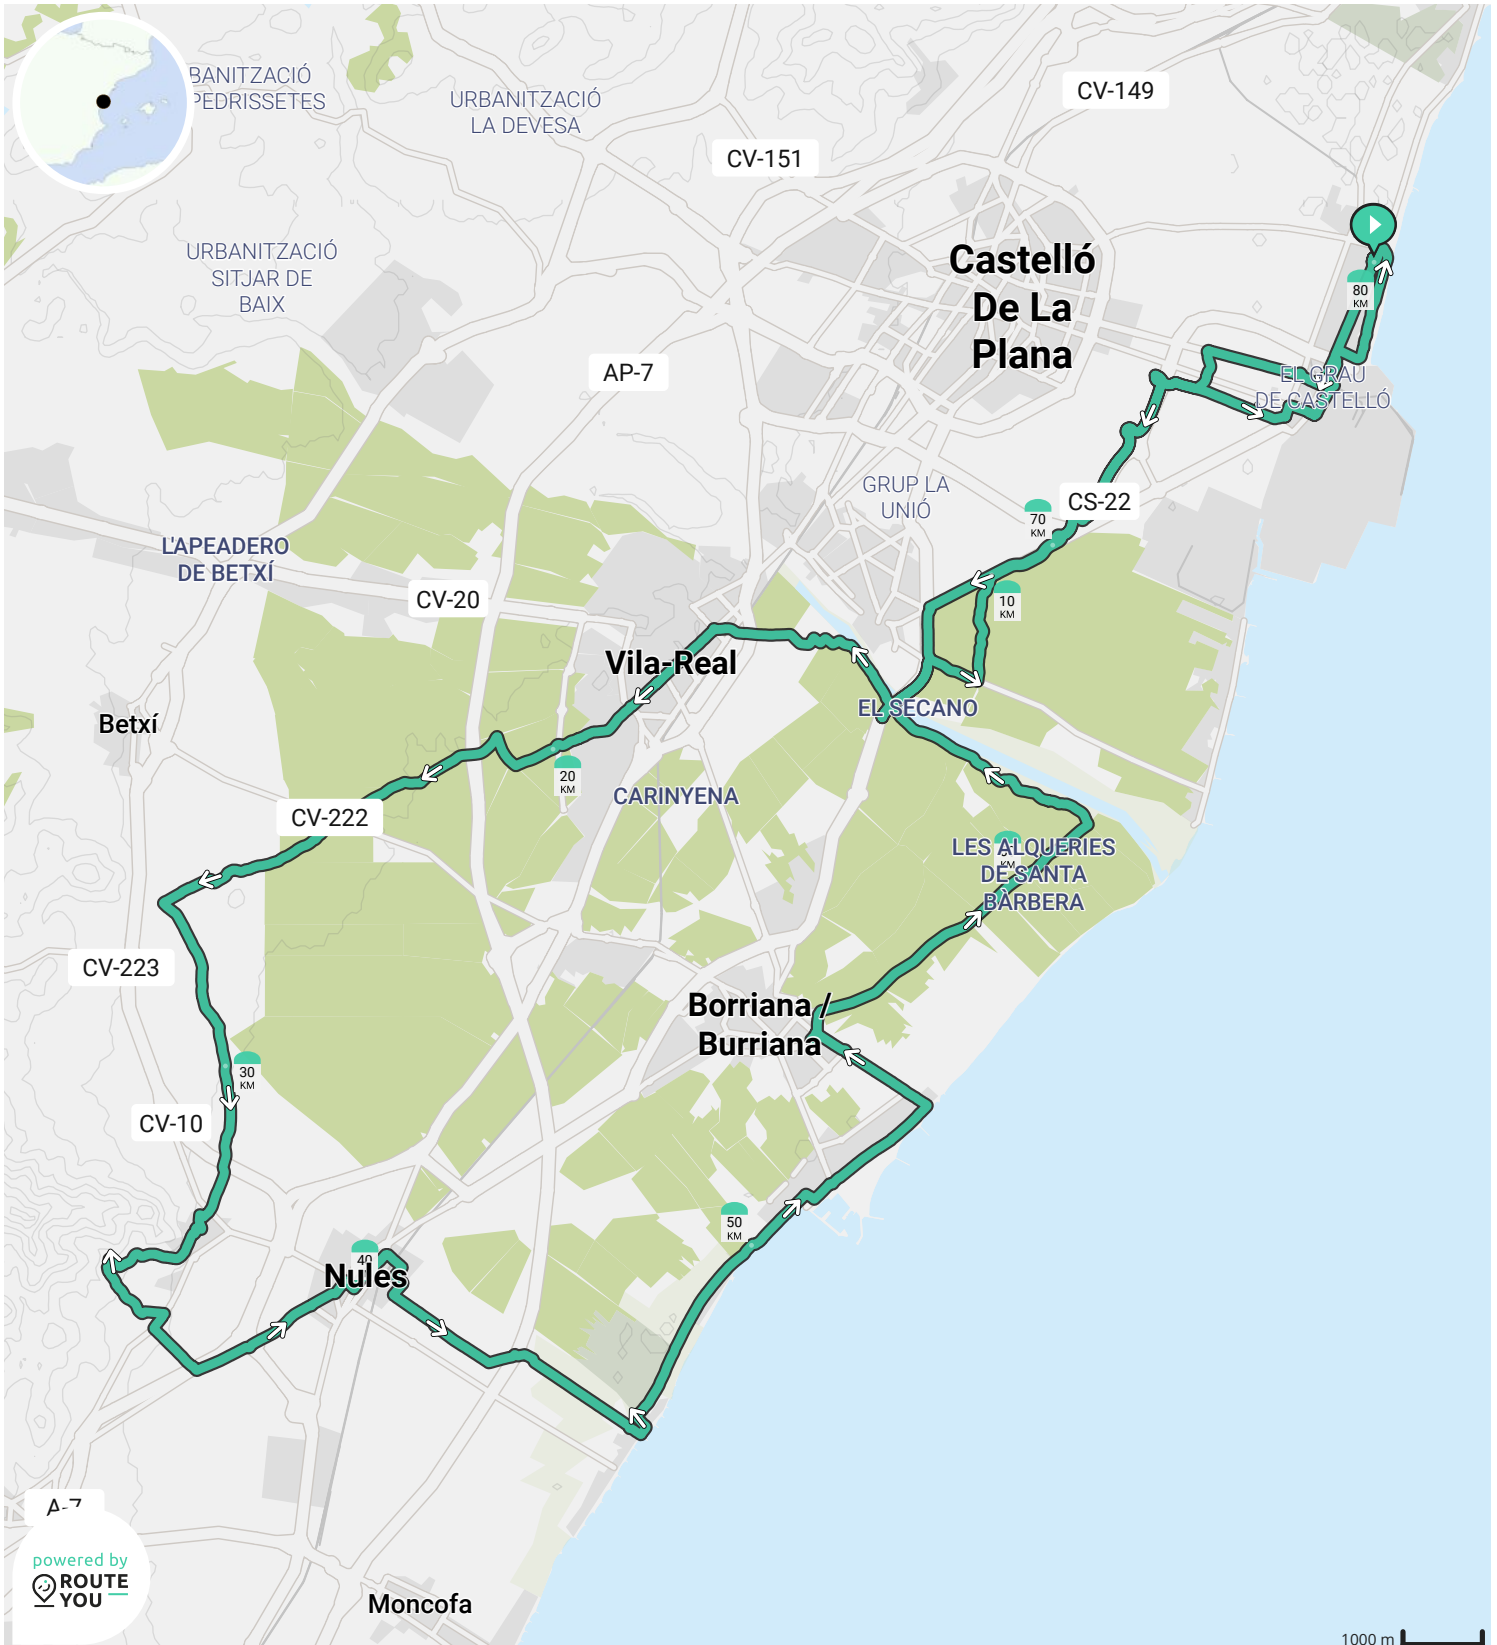 BANITZACIÓ
PEDRISSETES
URBANITZACIÓ
LA DEVESA
CV-149
CV-151
URBANITZACIÓ
SITJAR DE
BAIX
Castelló
De La
Plana
80
KM
AP-7
EL GRAU
DE CASTELLÓ
GRUP LA
UNIÓ
CS-22
70
KM
L'APEADERO
DE BETXÍ
CV-20
10
KM
Vila-Real
EL SECANO
Betxí
20
KM
CARINYENA
CV-222
LES ALQUERIES
DE SANTA
BÀRBERA
KM
CV-223
Borriana /
Burriana
30
KM
CV-10
50
KM
40
Nules
A-7
powered by
ROUTE
YOU
Moncofa
1000 m